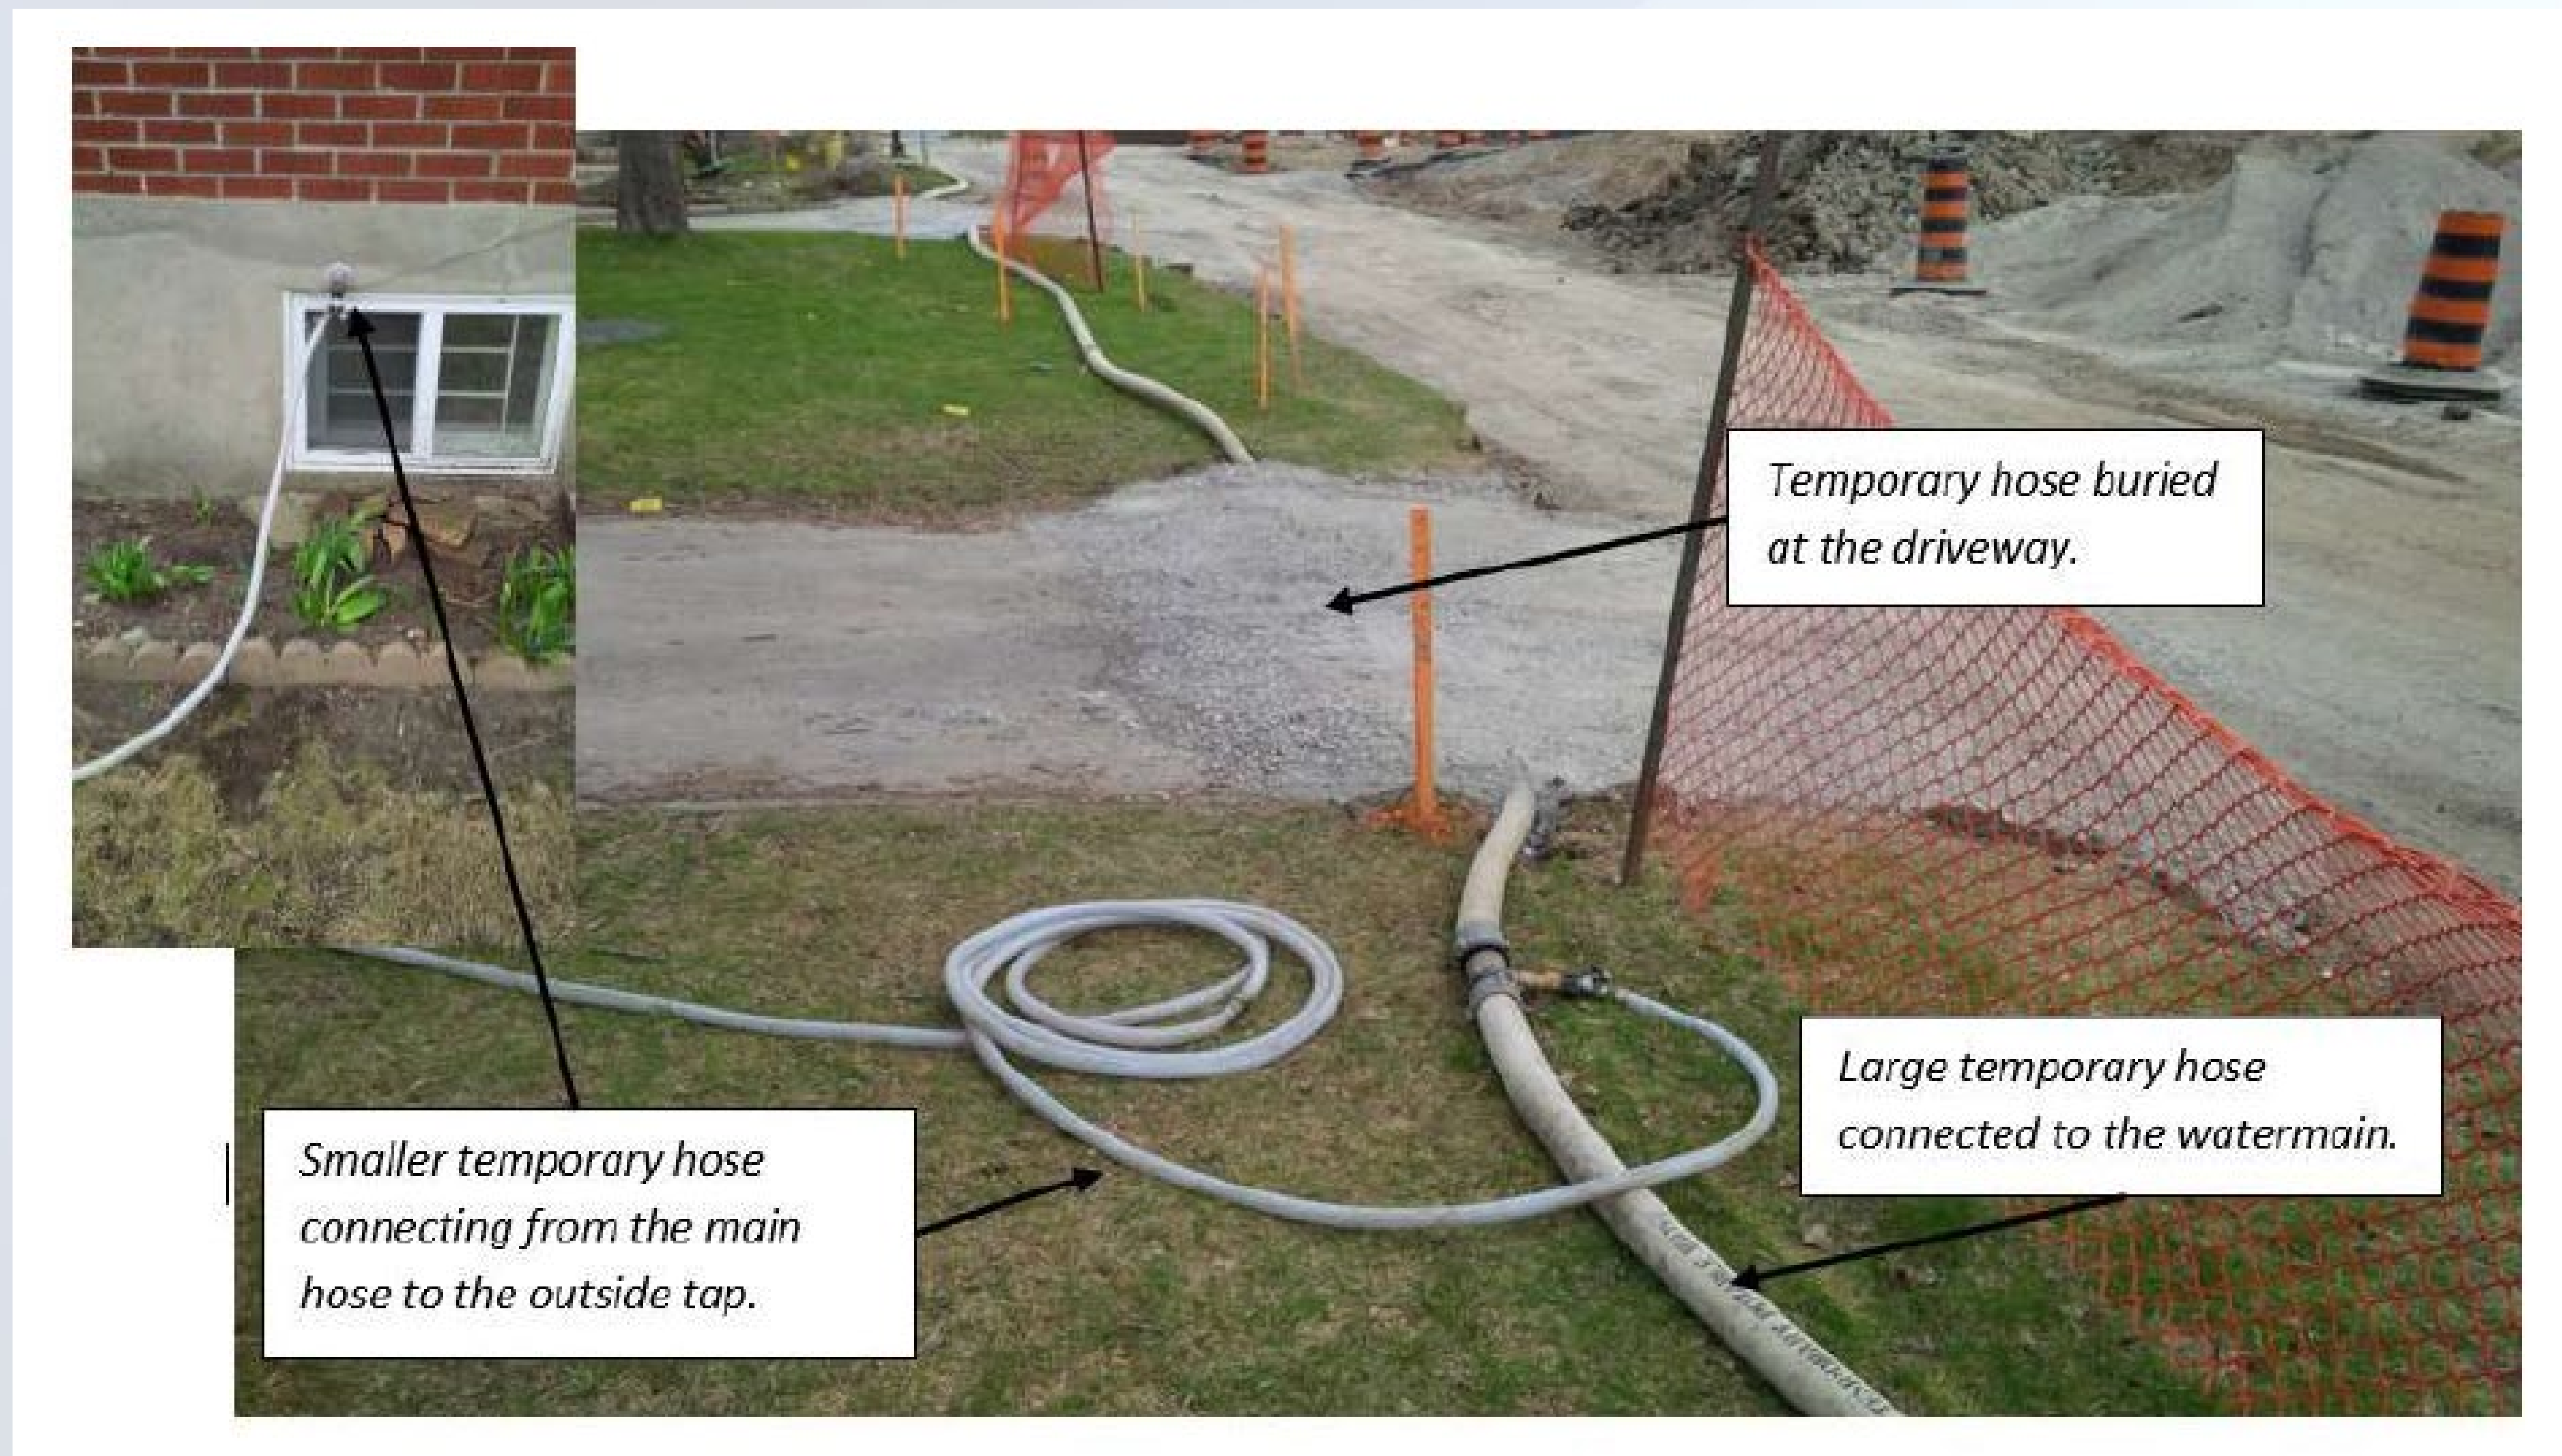 Temporary hose buried
at the driveway.
Large temporary hose
connected to the watermain.
Smaller temporary hose
connecting from the main
hose to the outside tap.